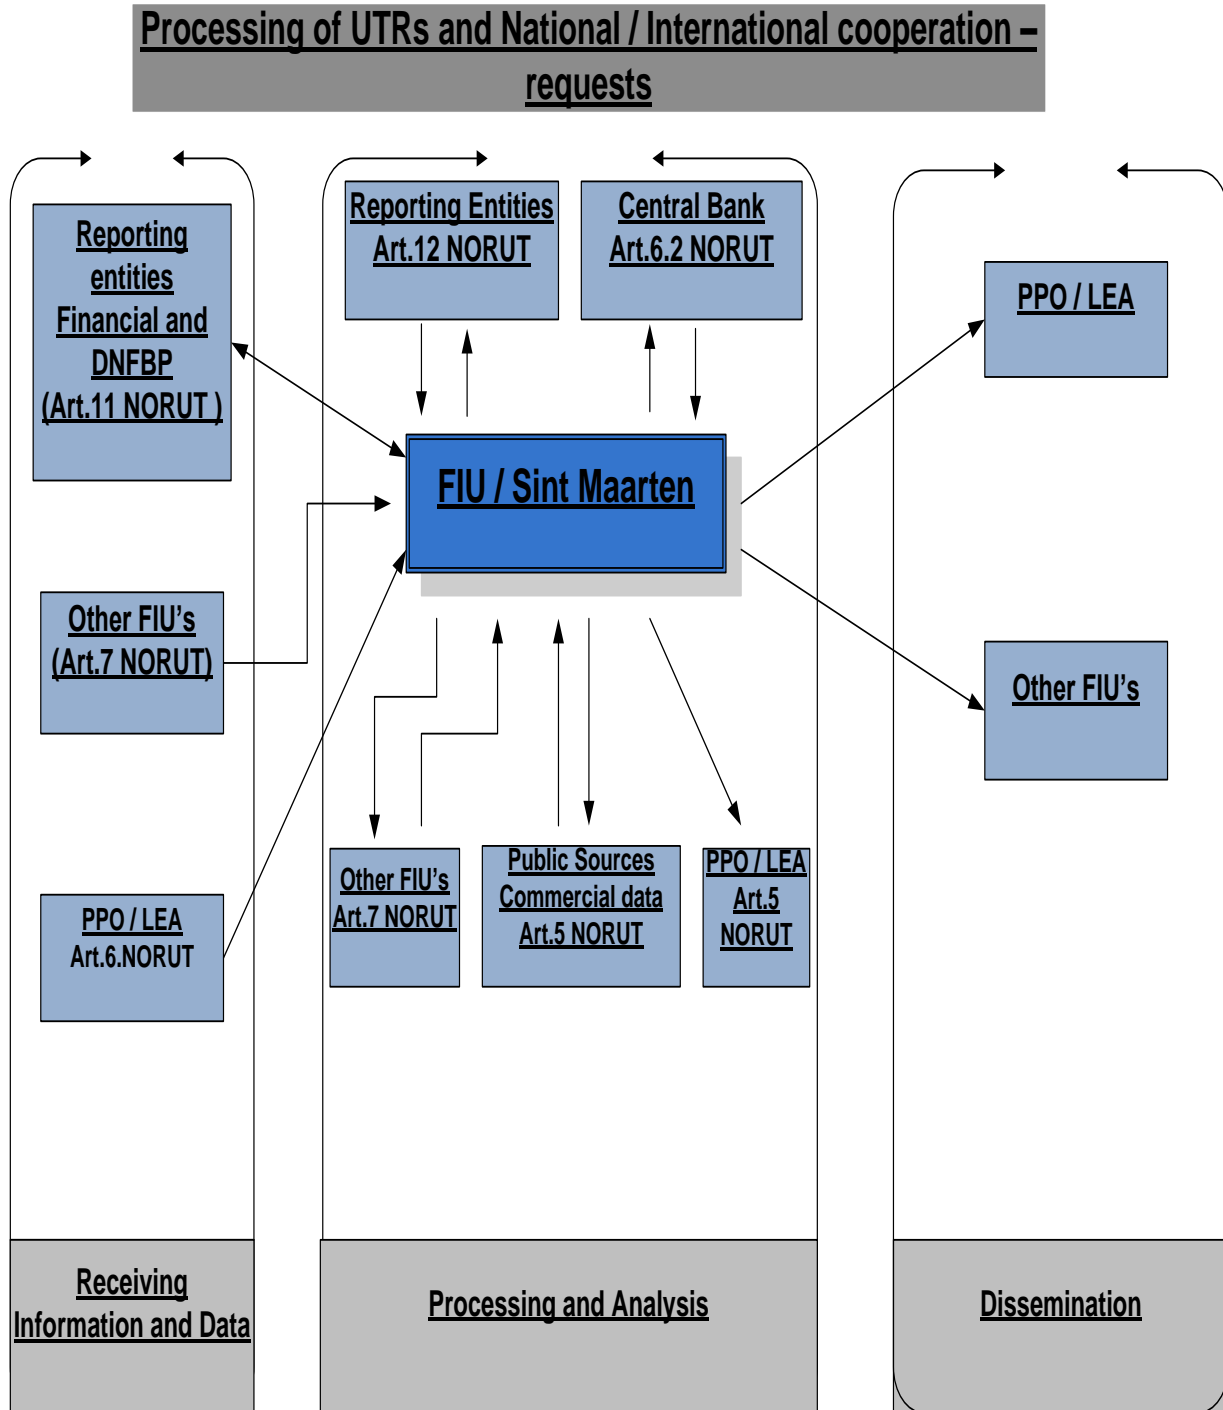 Processing of UTRs and National / International cooperation –
requests
Reporting
entities
Financial and
DNFBP
(Art.11 NORUT )
Other FIU's
(Art.7 NORUT)
PPO / LEA
Art.6.NORUT
Receiving
Information and Data
Reporting Entities
Art.12 NORUT
Central Bank
Art.6.2 NORUT
FIU / Sint Maarten
Other FIU's
Art.7 NORUT
Public Sources
Commercial data
Art.5 NORUT
PPO / LEA
Art.5
NORUT
Processing and Analysis
PPO / LEA
Other FIU's
Dissemination